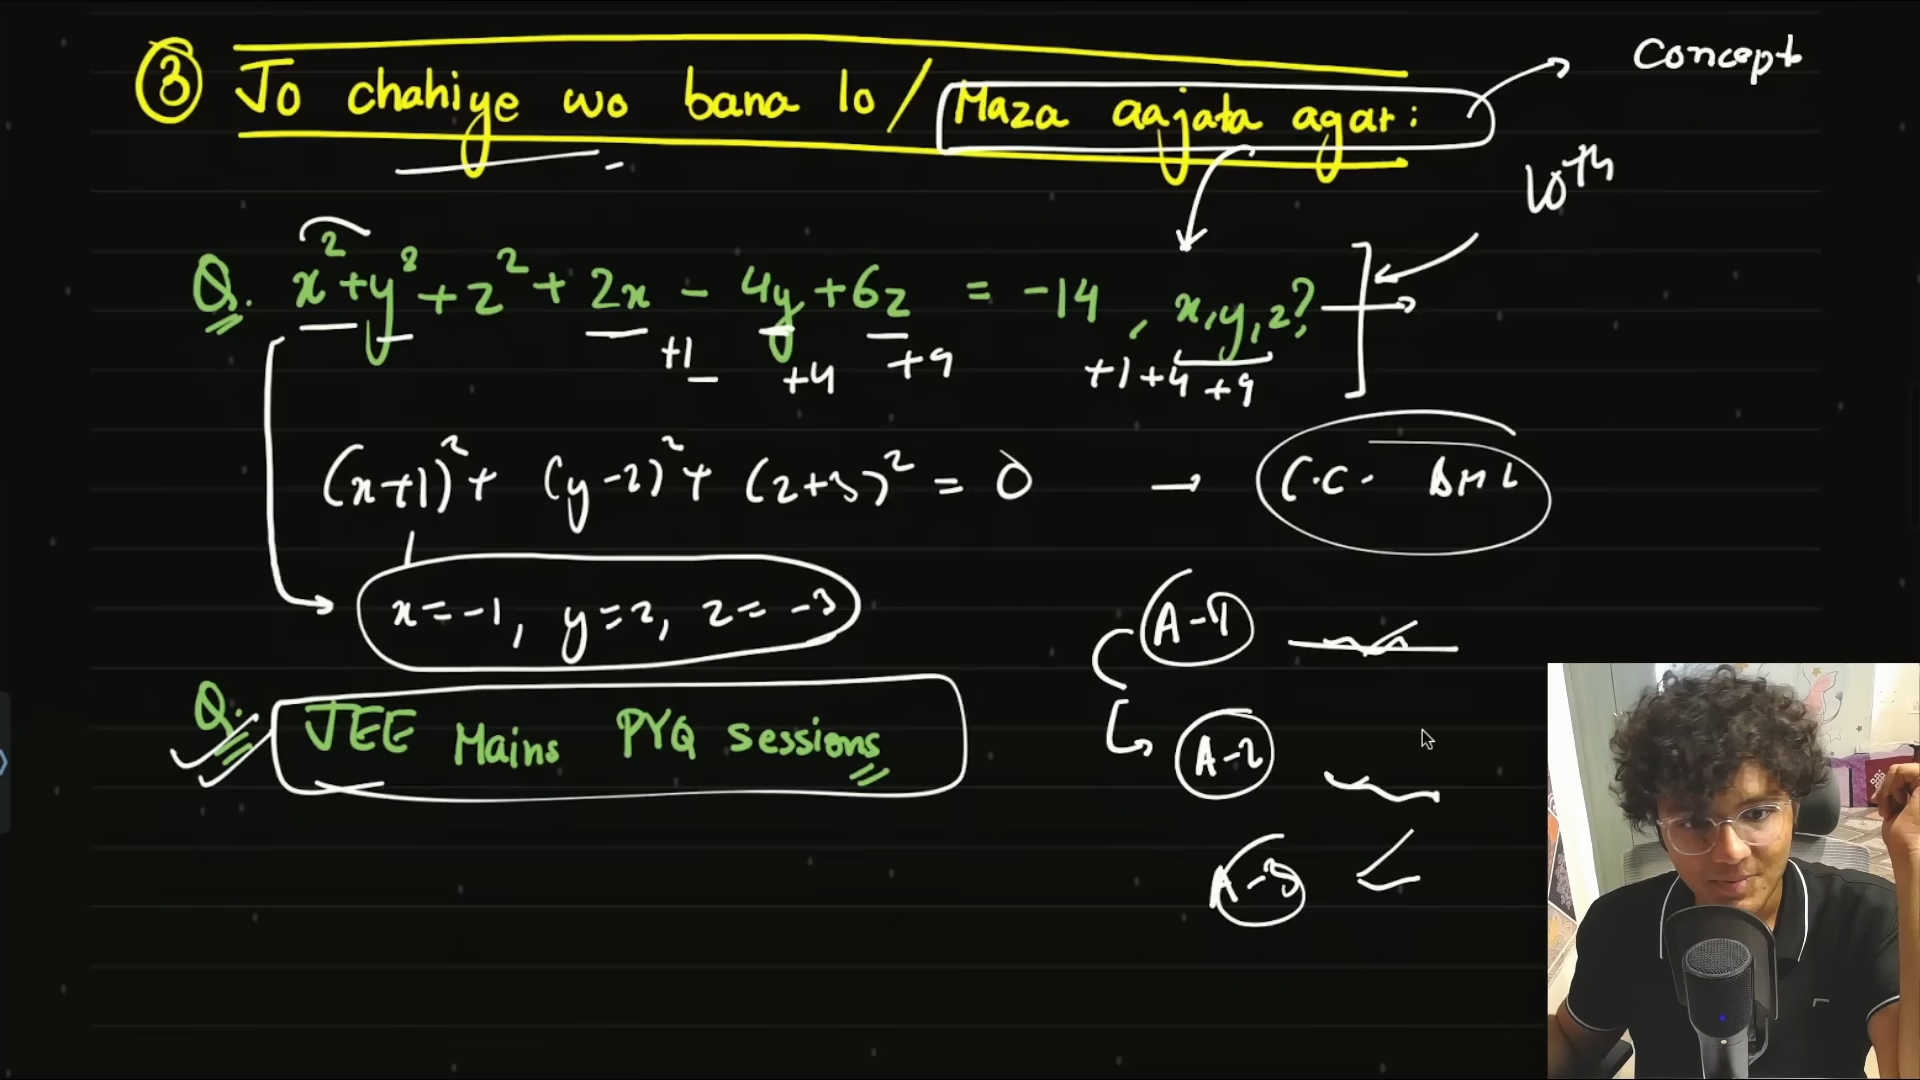 ③ Jo chahiye wo bana lo / Maza aajata agar:
Concept
10th
Q. x² + y² + z² + 2x - 4y + 6z = -14, x, y, z?
+1 +4 +9 +1 +4 +9
(x+1)² + (y-2)² + (z+3)² = 0 →
x = -1, y = 2, z = -3
A-1
Q. JEE Mains PYQ sessions
A-2
A-3